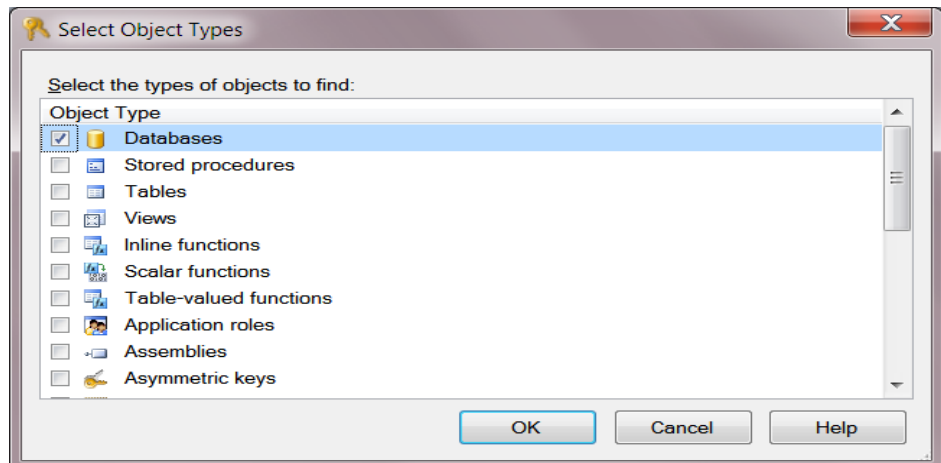 Select Object Types
Select the types of objects to find:
Object Type
Databases
Stored procedures
Tables
Views
Inline functions
Scalar functions
Table-valued functions
Application roles
Assemblies
Asymmetric keys
OK Cancel Help